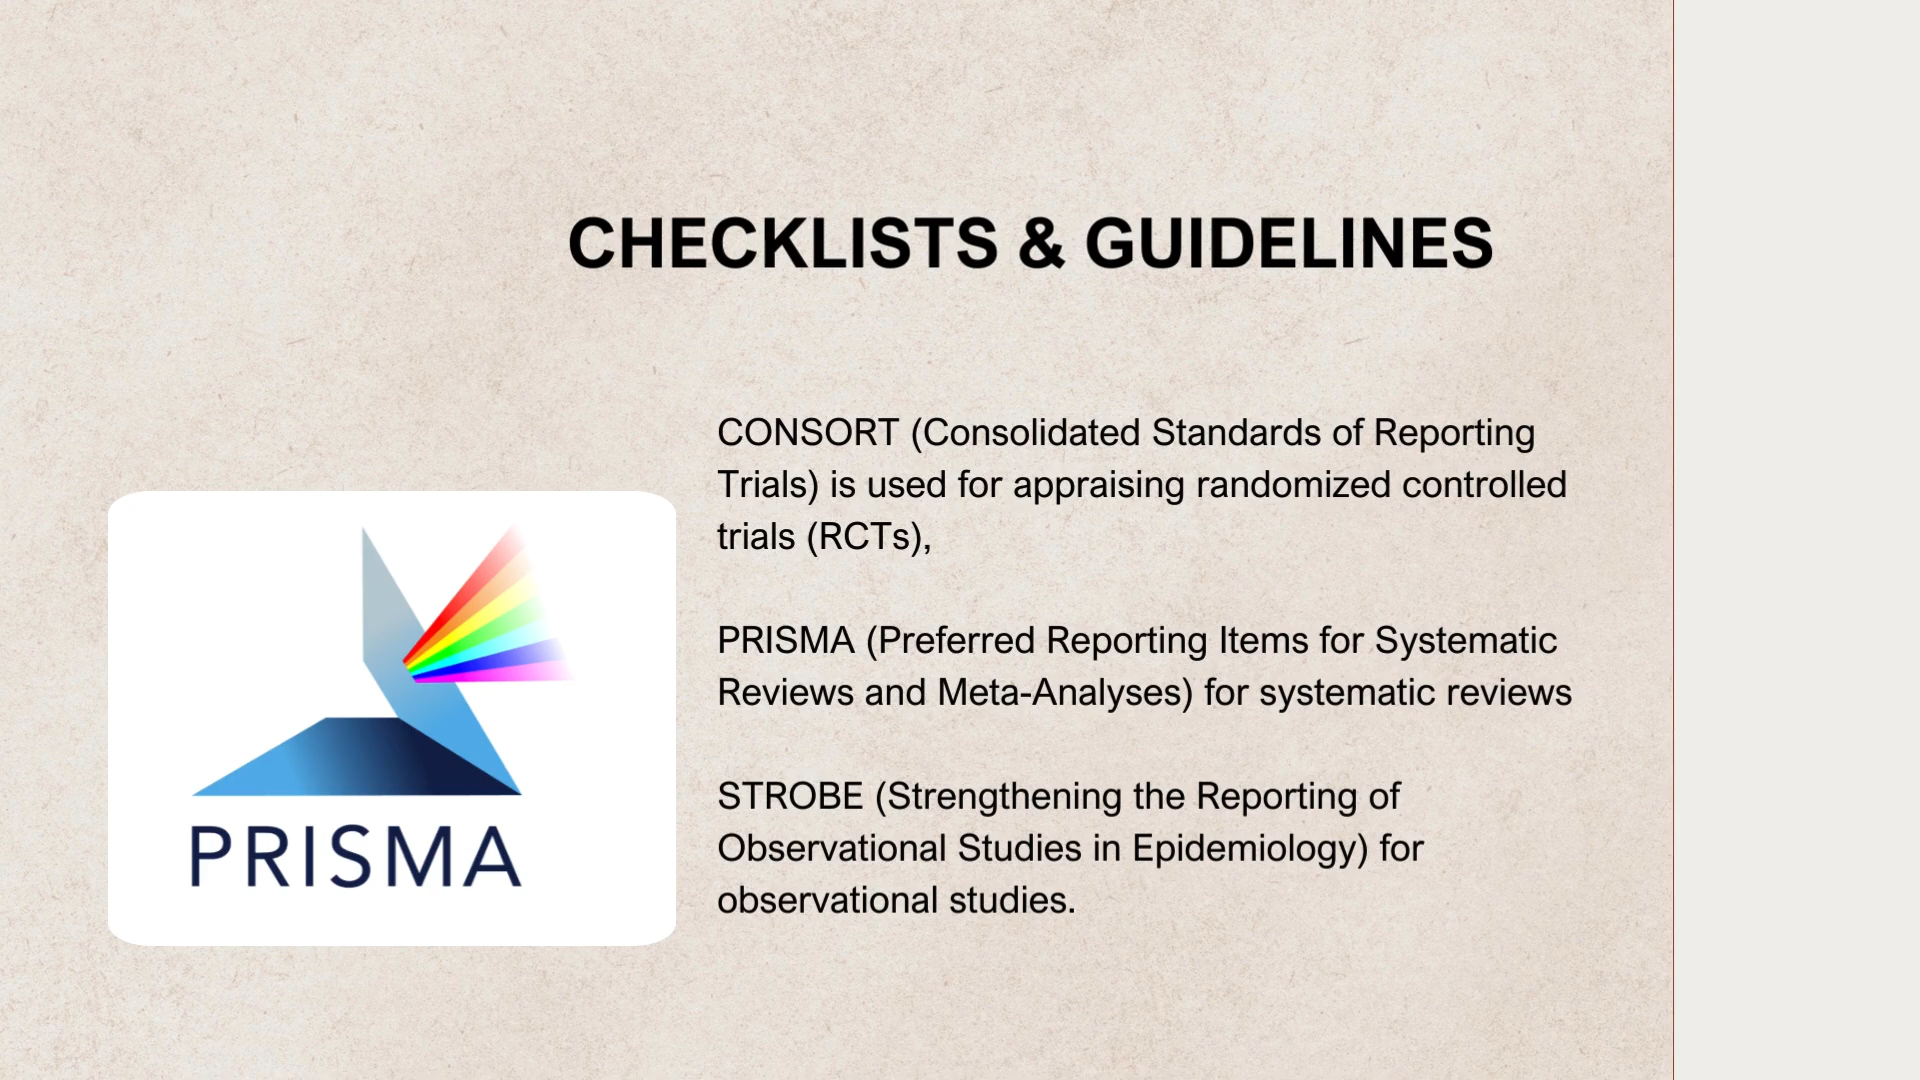 CHECKLISTS & GUIDELINES
CONSORT (Consolidated Standards of Reporting
Trials) is used for appraising randomized controlled
trials (RCTs),
PRISMA (Preferred Reporting Items for Systematic
Reviews and Meta-Analyses) for systematic reviews
STROBE (Strengthening the Reporting of
Observational Studies in Epidemiology) for
observational studies.
PRISMA